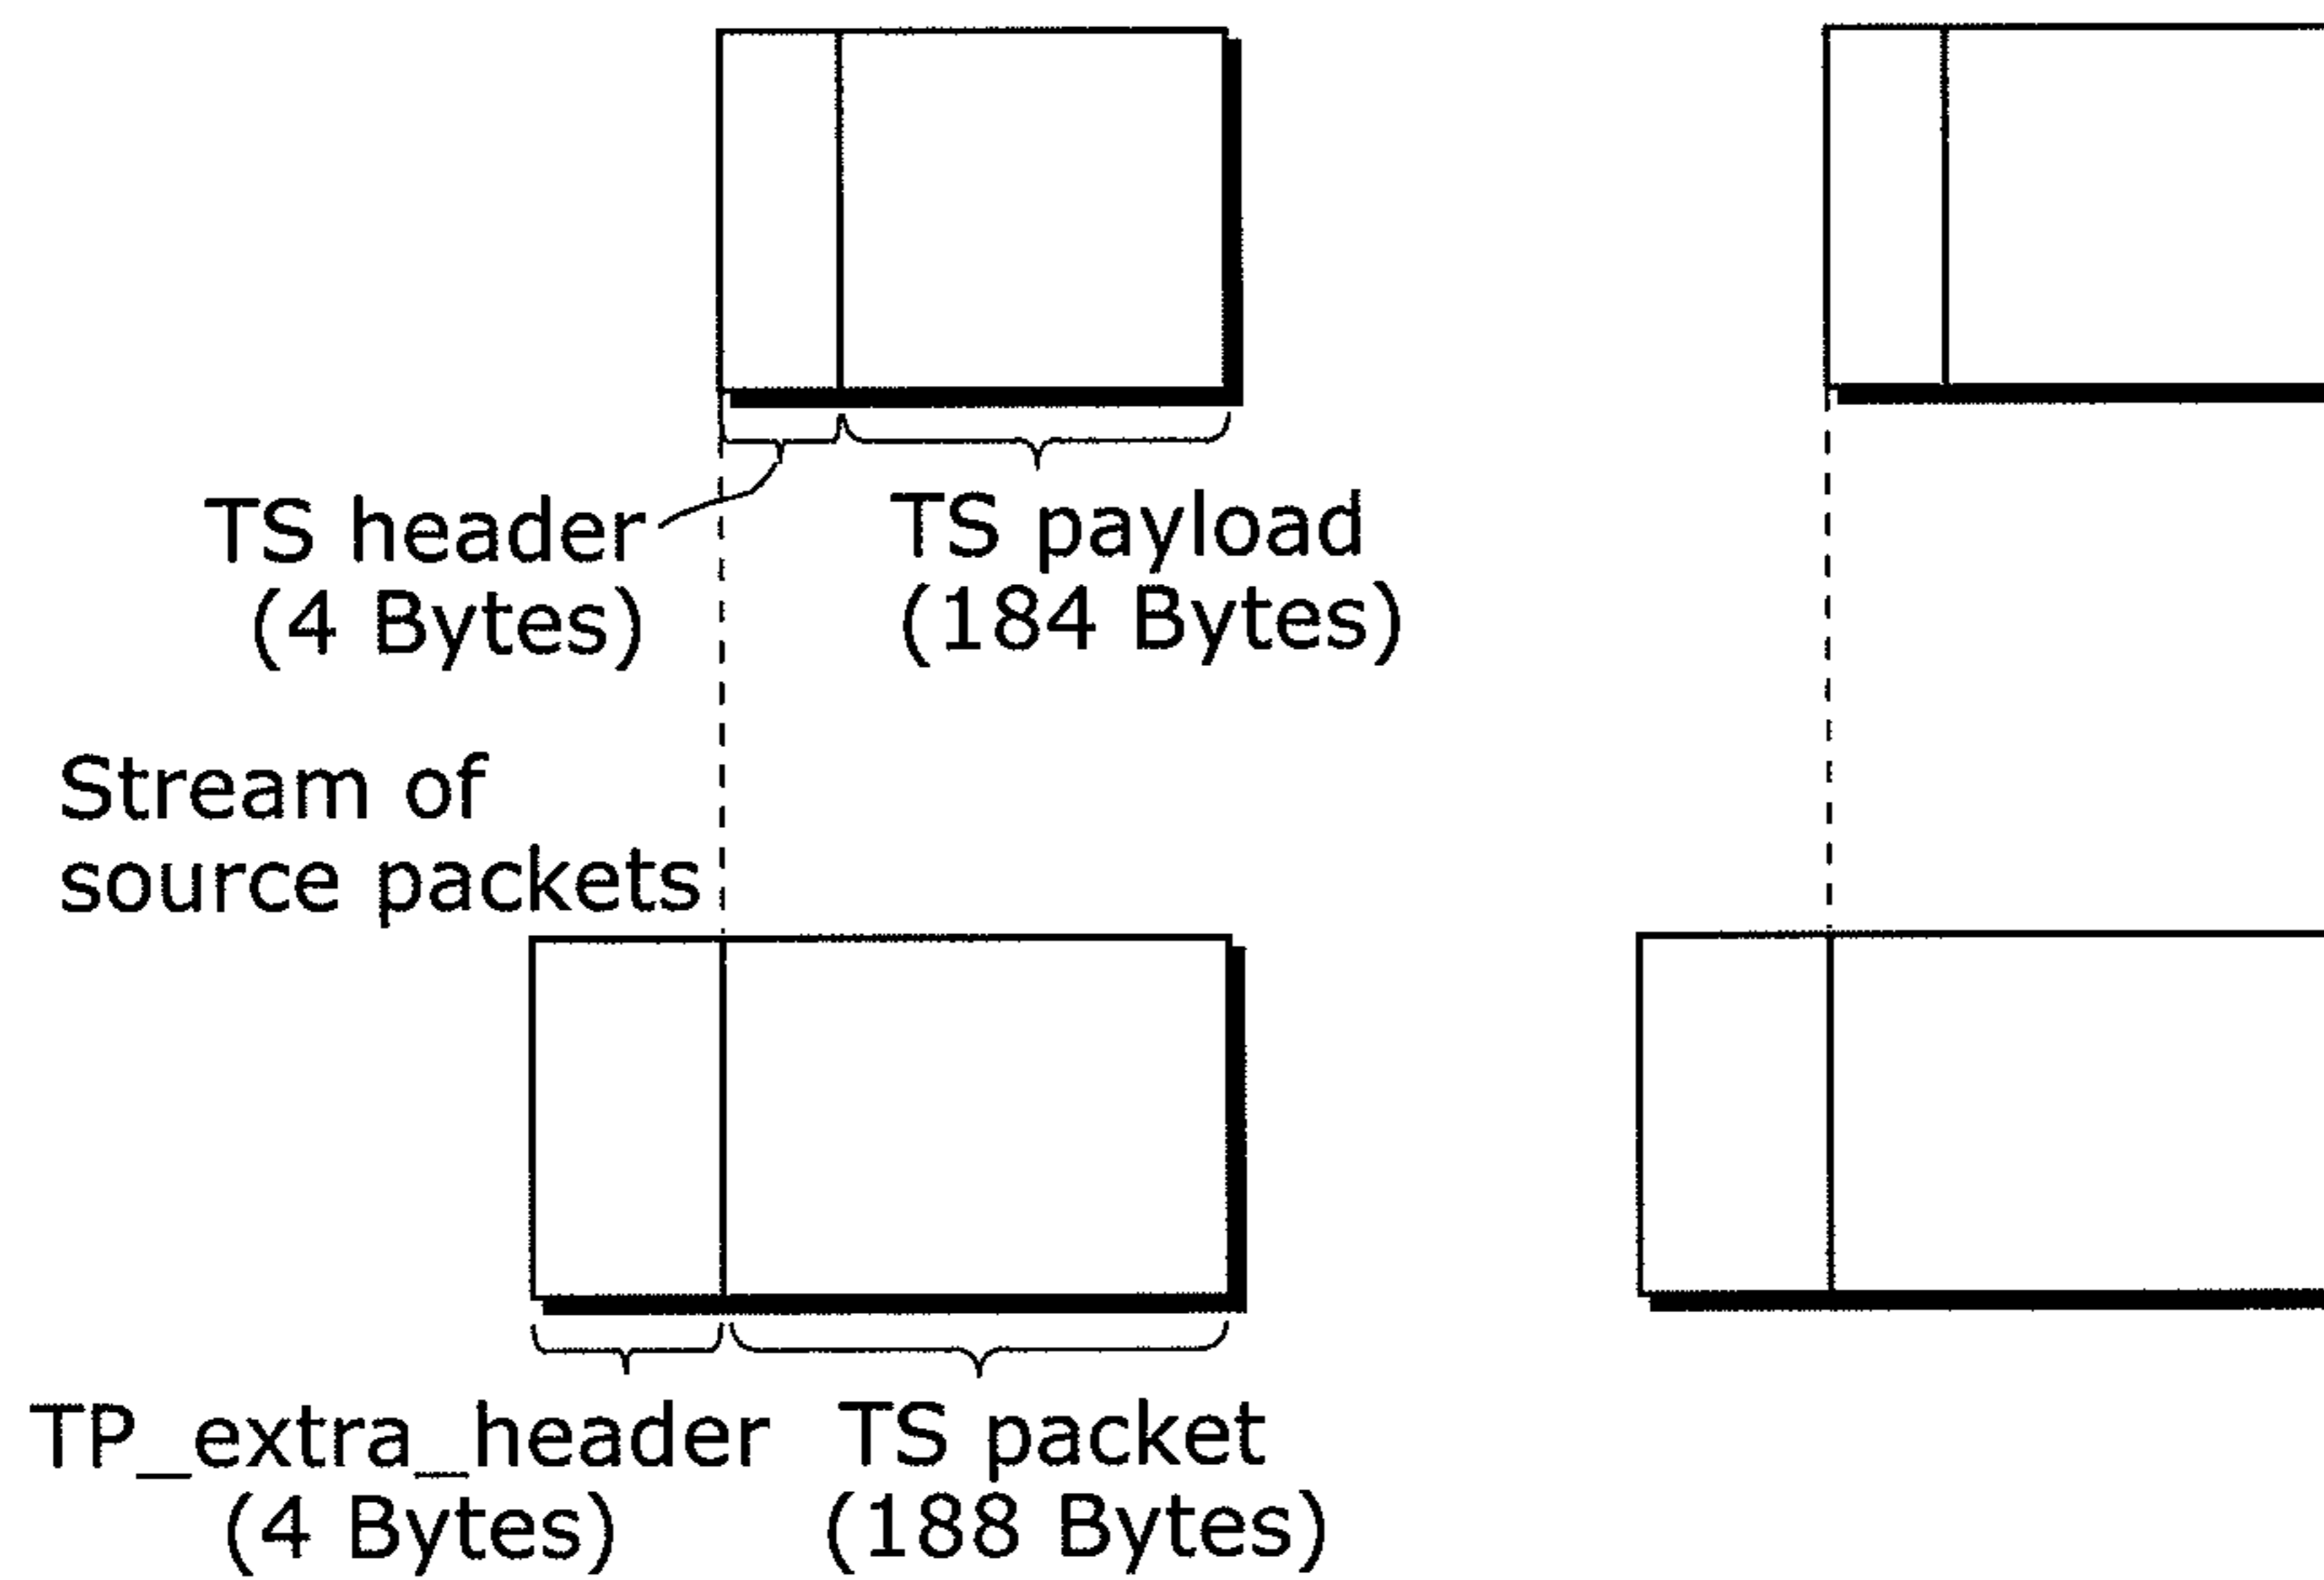 TS header
(4 Bytes)
TS payload
(184 Bytes)
Stream of
source packets
TP_extra_header
(4 Bytes)
TS packet
(188 Bytes)